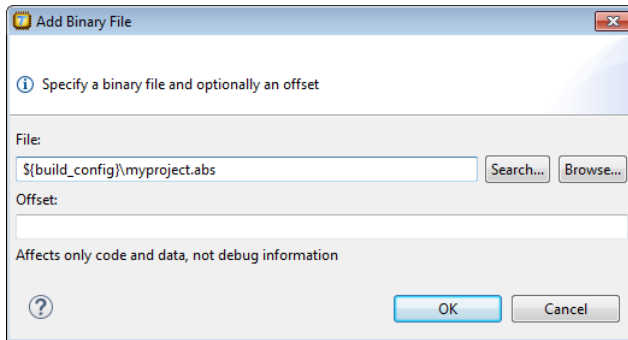 Add Binary File
Specify a binary file and optionally an offset
File:
${build_config}\myproject.abs
Search...
Browse...
Offset:
Affects only code and data, not debug information
OK
Cancel